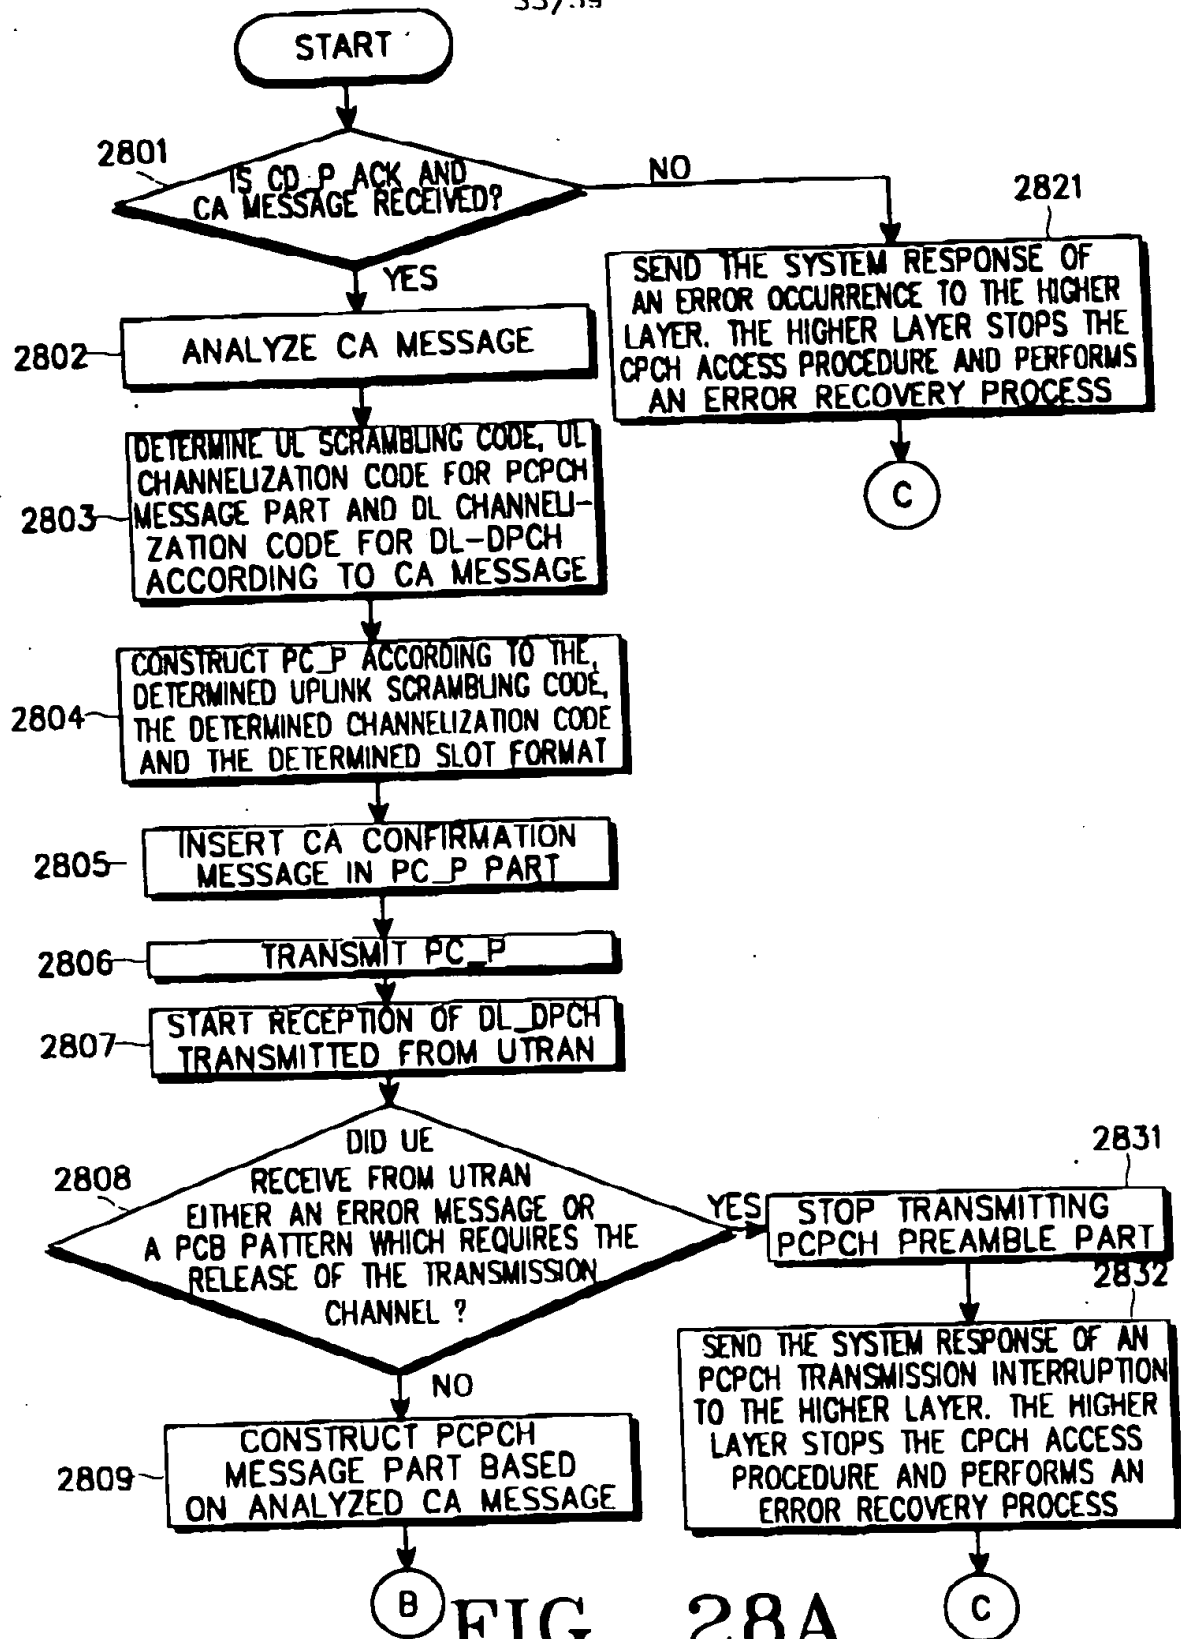 START
2801
IS CD_P ACK AND
CA MESSAGE RECEIVED?
NO
YES
2821
SEND THE SYSTEM RESPONSE OF
AN ERROR OCCURRENCE TO THE HIGHER
LAYER. THE HIGHER LAYER STOPS THE
CPCH ACCESS PROCEDURE AND PERFORMS
AN ERROR RECOVERY PROCESS
C
2802
ANALYZE CA MESSAGE
2803
DETERMINE UL SCRAMBLING CODE, UL
CHANNELIZATION CODE FOR PCPCH
MESSAGE PART AND DL CHANNELI-
ZATION CODE FOR DL-DPCH
ACCORDING TO CA MESSAGE
2804
CONSTRUCT PC_P ACCORDING TO THE,
DETERMINED UPLINK SCRAMBLING CODE,
THE DETERMINED CHANNELIZATION CODE
AND THE DETERMINED SLOT FORMAT
2805
INSERT CA CONFIRMATION
MESSAGE IN PC_P PART
2806
TRANSMIT PC_P
2807
START RECEPTION OF DL_DPCH
TRANSMITTED FROM UTRAN
2808
DID UE
RECEIVE FROM UTRAN
EITHER AN ERROR MESSAGE OR
A PCB PATTERN WHICH REQUIRES THE
RELEASE OF THE TRANSMISSION
CHANNEL ?
YES
NO
2831
STOP TRANSMITTING
PCPCH PREAMBLE PART
2832
SEND THE SYSTEM RESPONSE OF AN
PCPCH TRANSMISSION INTERRUPTION
TO THE HIGHER LAYER. THE HIGHER
LAYER STOPS THE CPCH ACCESS
PROCEDURE AND PERFORMS AN
ERROR RECOVERY PROCESS
2809
CONSTRUCT PCPCH
MESSAGE PART BASED
ON ANALYZED CA MESSAGE
B
C
FIG. 28A